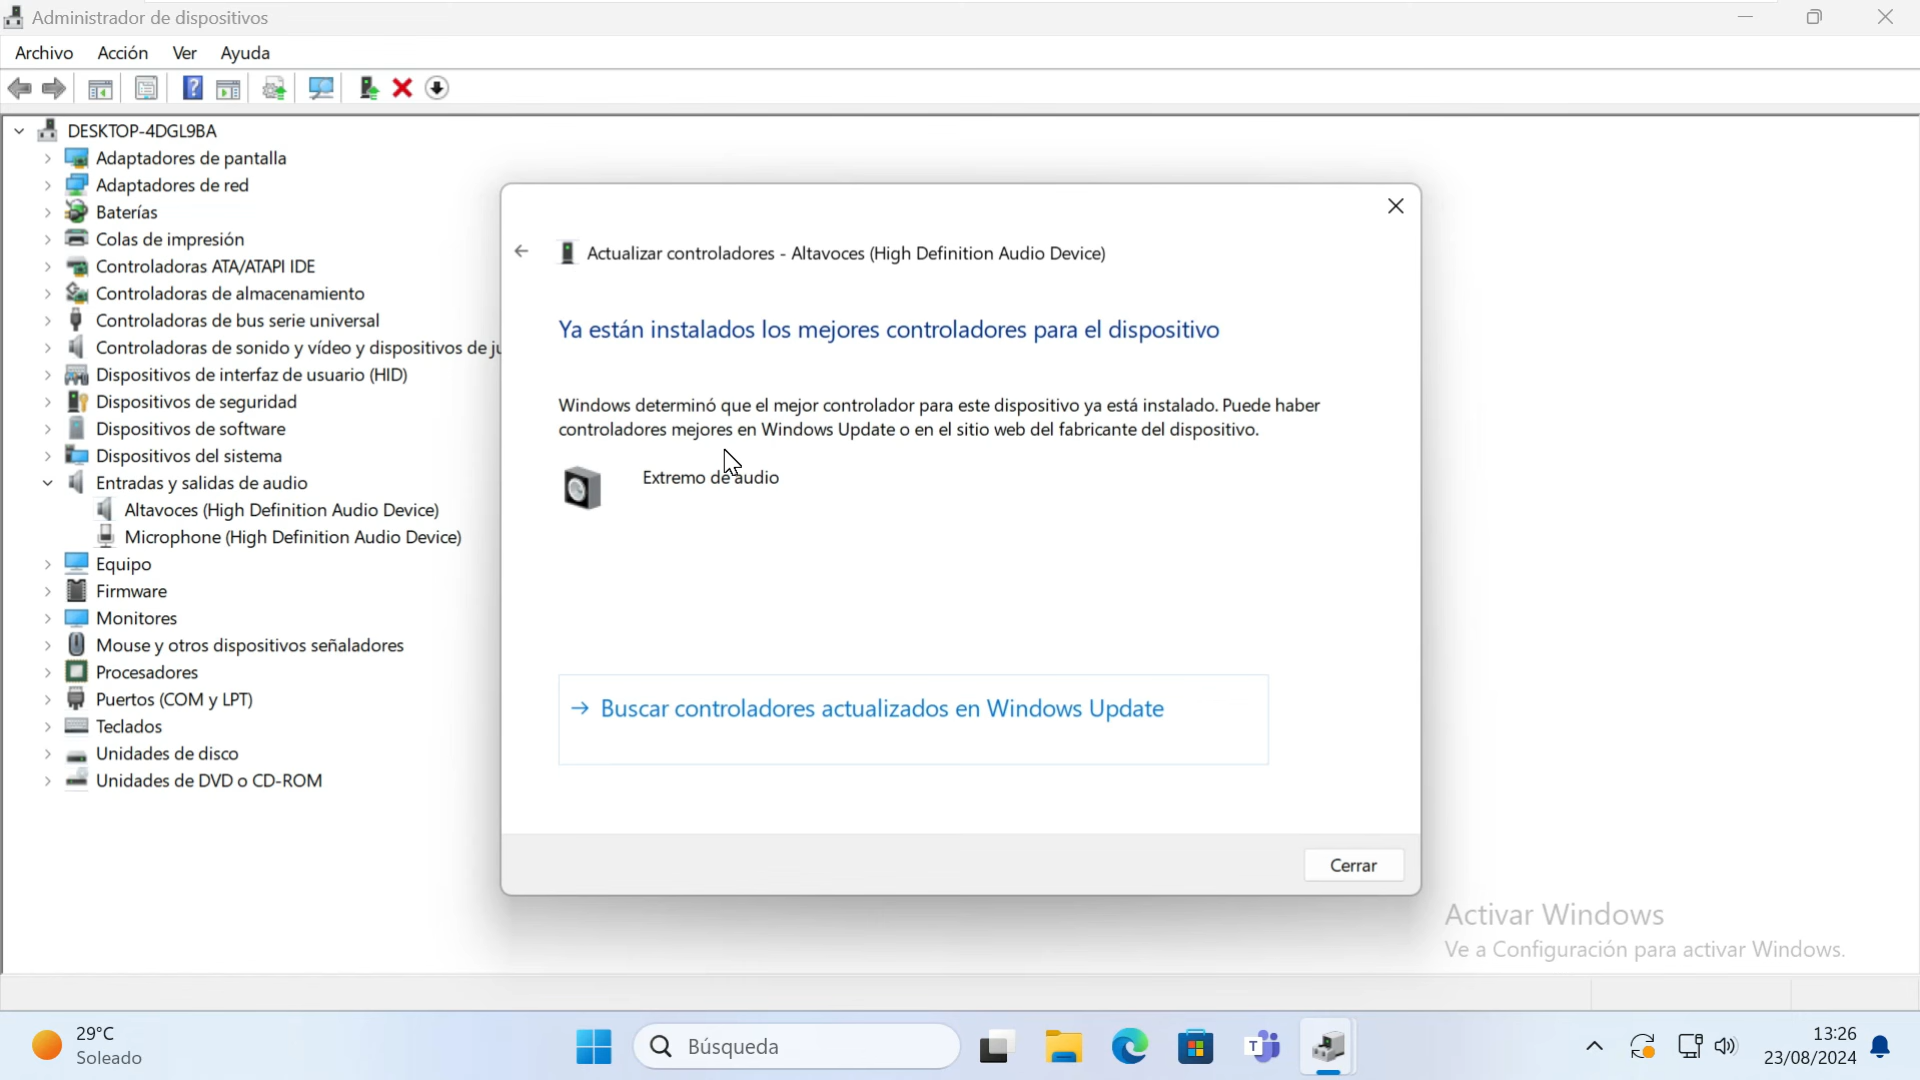 Administrador de dispositivos
Archivo Acción Ver Ayuda
DESKTOP-4DGL9BA
Adaptadores de pantalla
Adaptadores de red
Baterías
Colas de impresión
Controladoras ATA/ATAPI IDE
Controladoras de almacenamiento
Controladoras de bus serie universal
Controladoras de sonido y vídeo y dispositivos de ju
Dispositivos de interfaz de usuario (HID)
Dispositivos de seguridad
Dispositivos de software
Dispositivos del sistema
Entradas y salidas de audio
Altavoces (High Definition Audio Device)
Microphone (High Definition Audio Device)
Equipo
Firmware
Monitores
Mouse y otros dispositivos señaladores
Procesadores
Puertos (COM y LPT)
Teclados
Unidades de disco
Unidades de DVD o CD-ROM
Actualizar controladores - Altavoces (High Definition Audio Device)
Ya están instalados los mejores controladores para el dispositivo
Windows determinó que el mejor controlador para este dispositivo ya está instalado. Puede haber
controladores mejores en Windows Update o en el sitio web del fabricante del dispositivo.
Extremo de audio
Buscar controladores actualizados en Windows Update
Cerrar
Activar Windows
Ve a Configuración para activar Windows.
29°C
Soleado
Búsqueda
13:26
23/08/2024